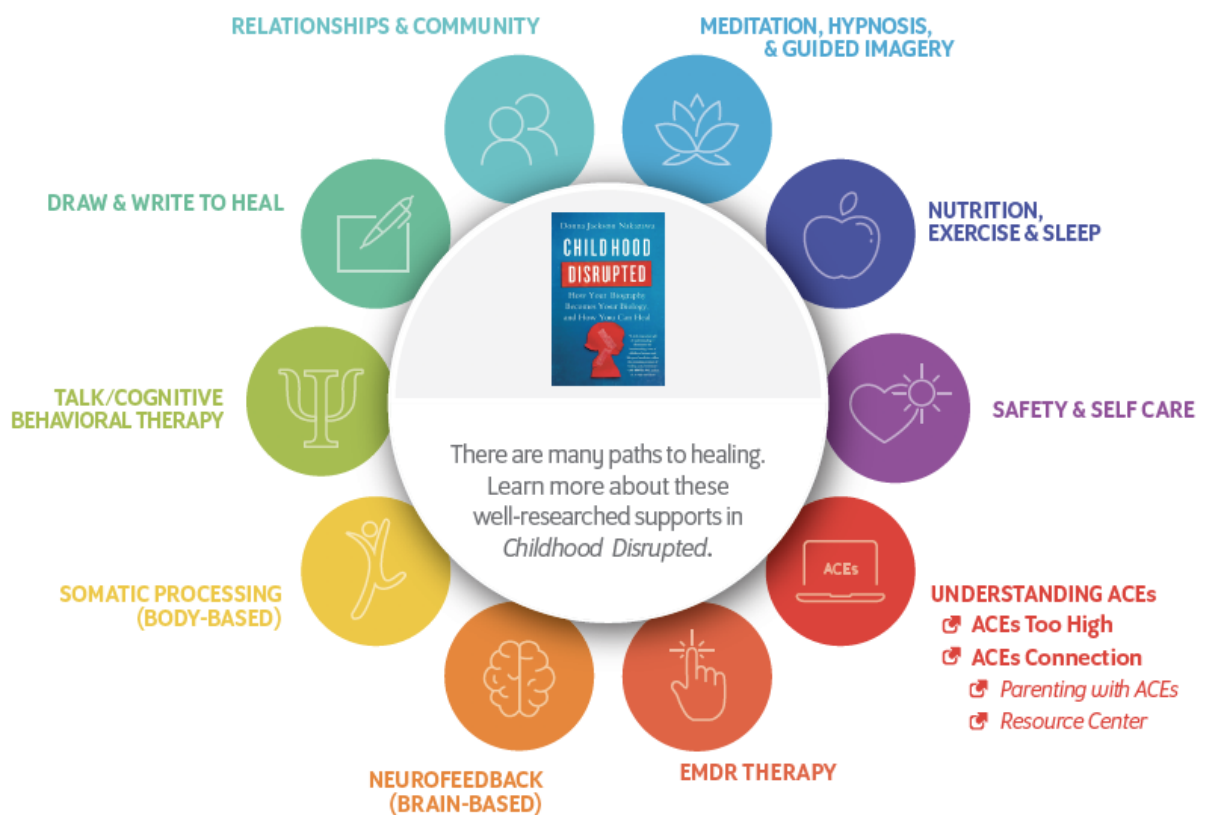 RELATIONSHIPS & COMMUNITY
MEDITATION, HYPNOSIS,
& GUIDED IMAGERY
DRAW & WRITE TO HEAL
NUTRITION,
EXERCISE & SLEEP
Donna Jackson Nakazawa
CHILDHOOD
DISRUPTED
How Your Biography
Becomes Your Biology,
and How You Can Heal
TALK/COGNITIVE
BEHAVIORAL THERAPY
SAFETY & SELF CARE
There are many paths to healing.
Learn more about these
well-researched supports in
Childhood Disrupted.
SOMATIC PROCESSING
(BODY-BASED)
ACEs
UNDERSTANDING ACEs
ACEs Too High
ACEs Connection
Parenting with ACEs
Resource Center
NEUROFEEDBACK
(BRAIN-BASED)
EMDR THERAPY